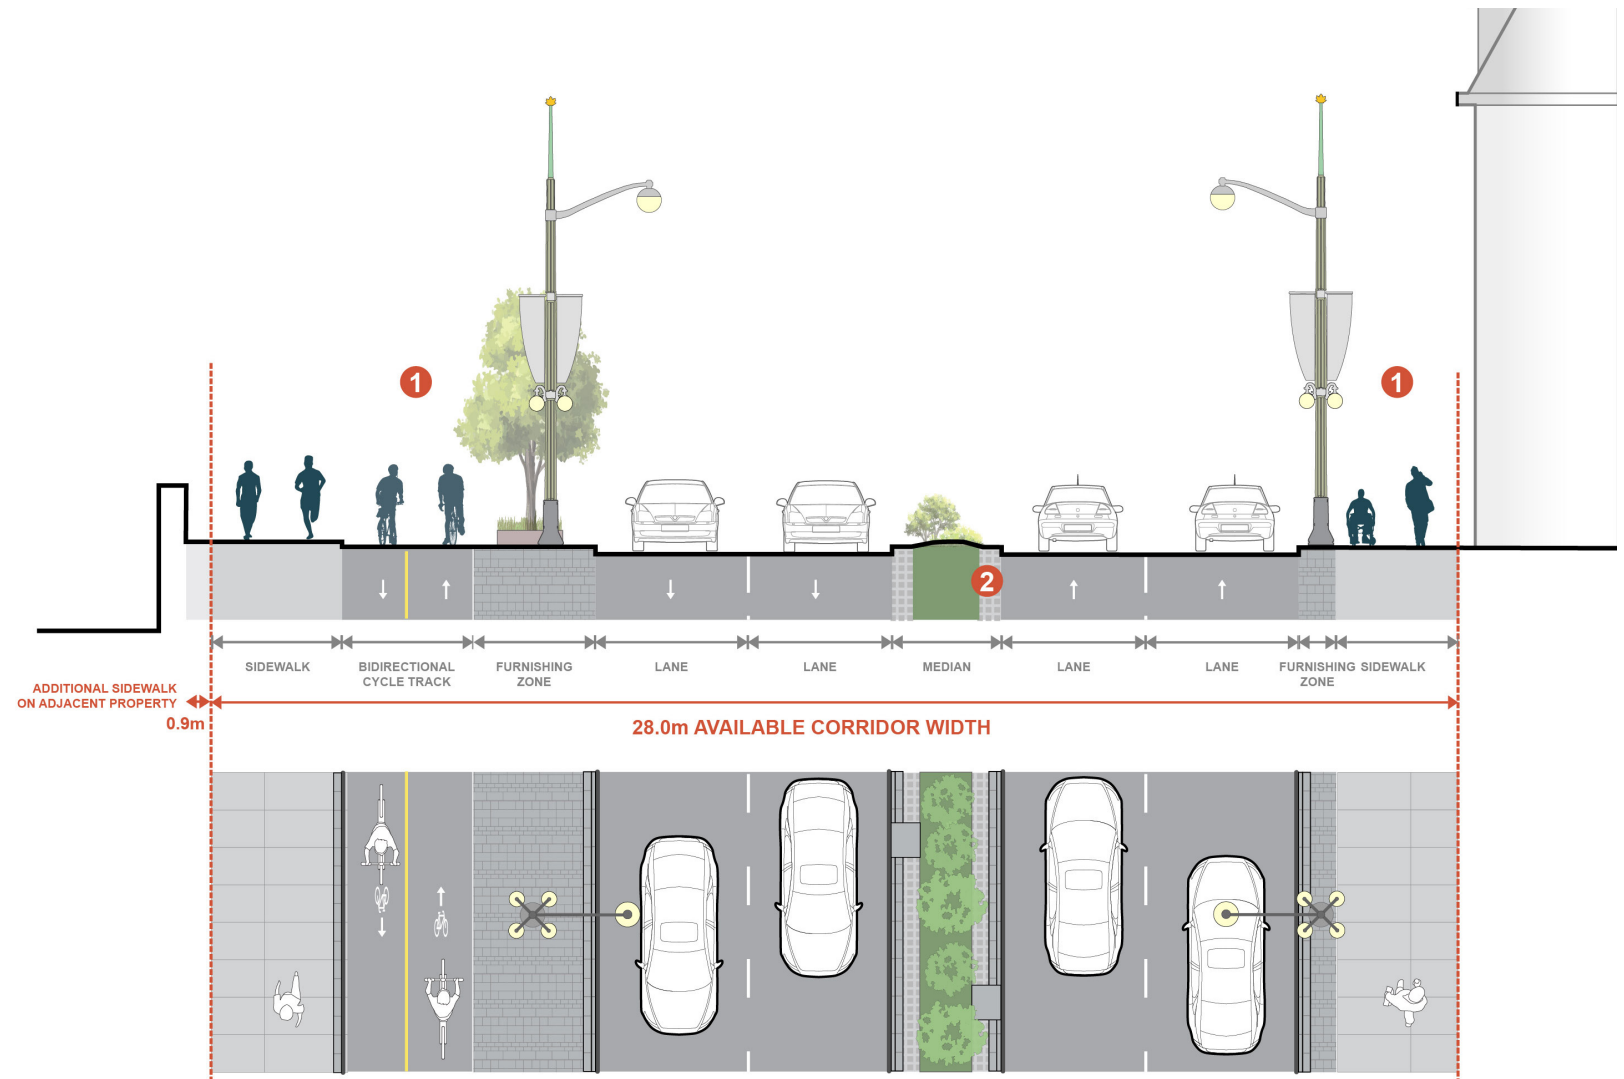 1
1
2
SIDEWALK
BIDIRECTIONAL
CYCLE TRACK
FURNISHING
ZONE
LANE
LANE
MEDIAN
LANE
LANE
FURNISHING
ZONE
SIDEWALK
ADDITIONAL SIDEWALK
ON ADJACENT PROPERTY
0.9m
28.0m AVAILABLE CORRIDOR WIDTH